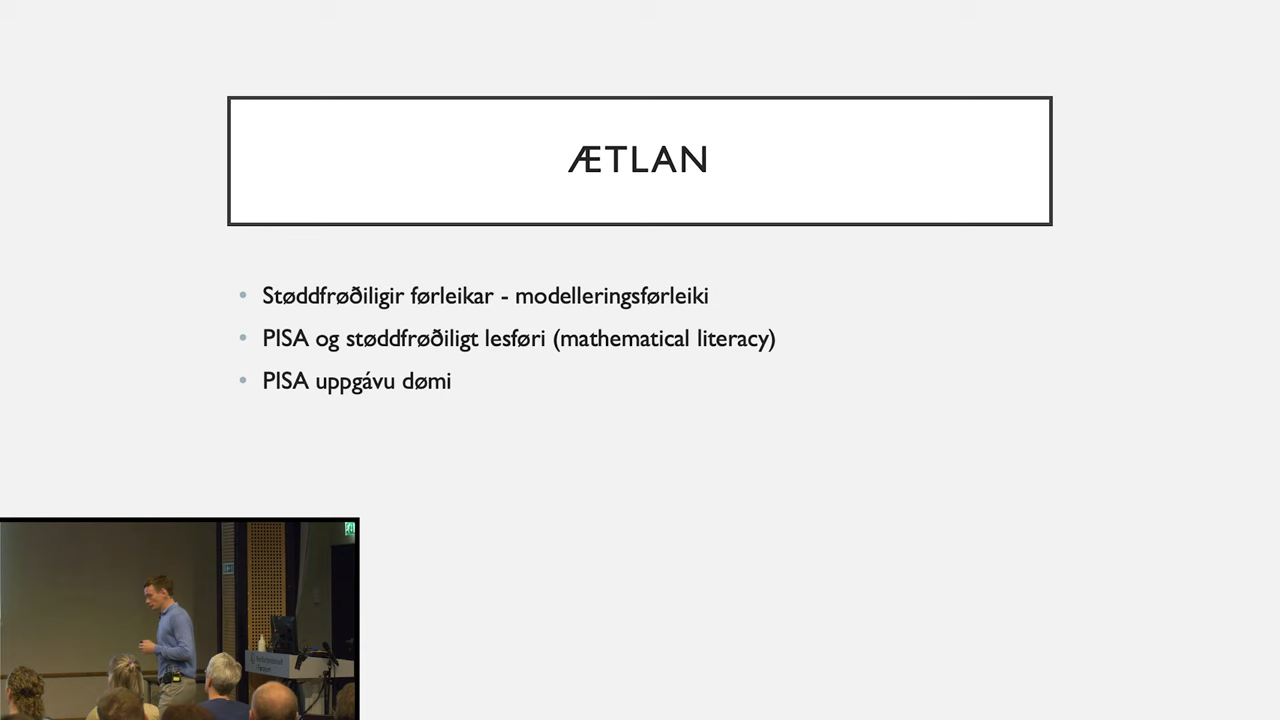 ÆTLAN
• Støddfrøðiligir førleikar - modelleringsførleiki
• PISA og støddfrøðiligt lesføri (mathematical literacy)
• PISA uppgávu dømi